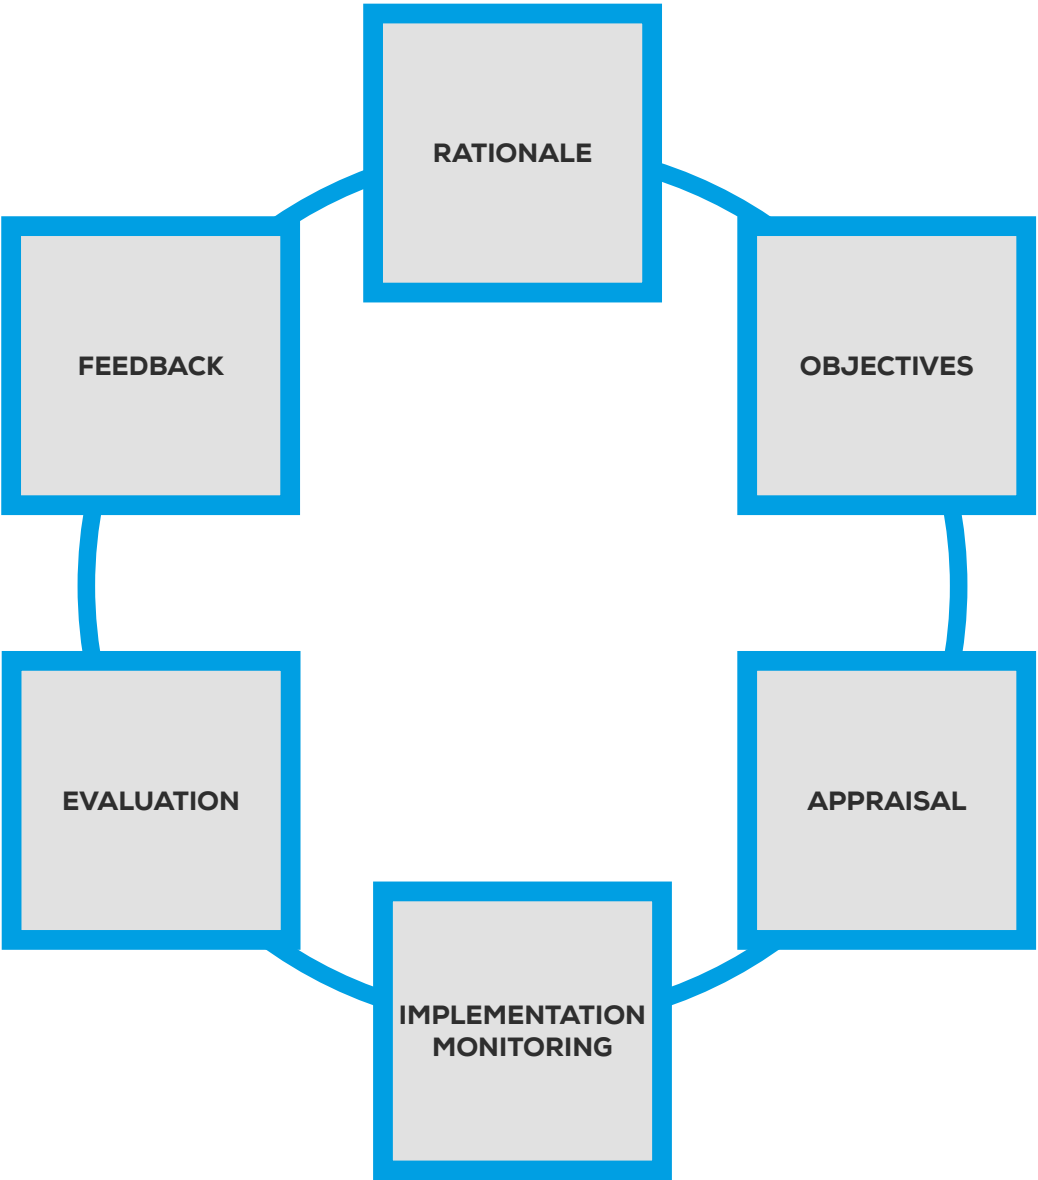 RATIONALE
OBJECTIVES
APPRAISAL
IMPLEMENTATION
MONITORING
EVALUATION
FEEDBACK